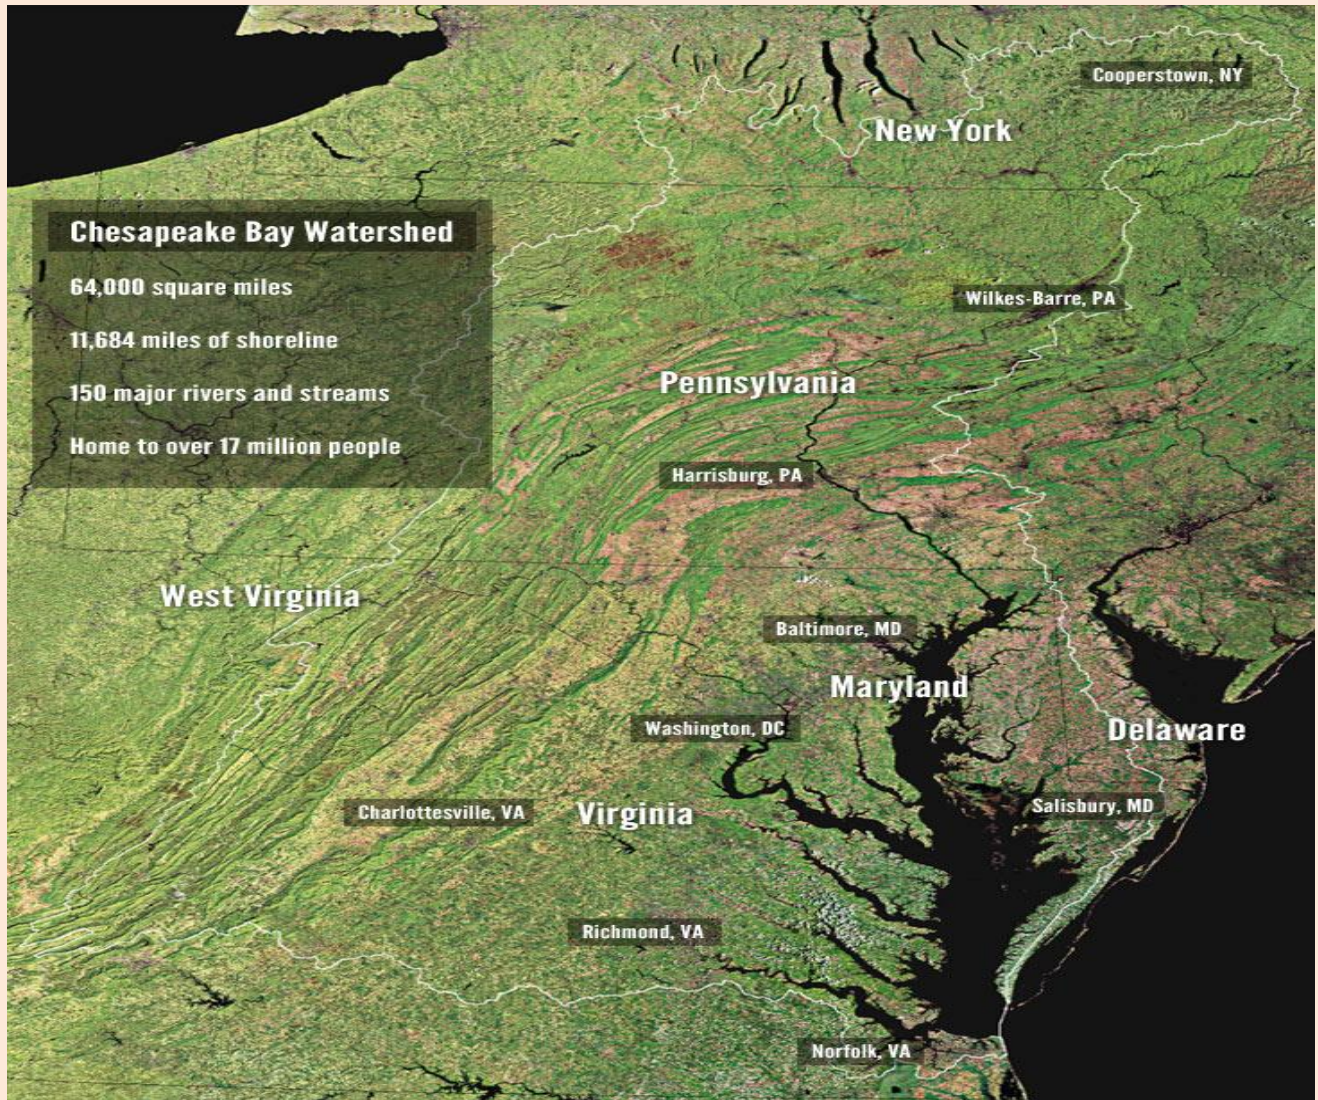 Cooperstown, NY
New York
Chesapeake Bay Watershed
64,000 square miles
11,684 miles of shoreline
150 major rivers and streams
Home to over 17 million people
Wilkes-Barre, PA
Pennsylvania
Harrisburg, PA
West Virginia
Baltimore, MD
Maryland
Washington, DC
Delaware
Charlottesville, VA
Virginia
Salisbury, MD
Richmond, VA
Norfolk, VA